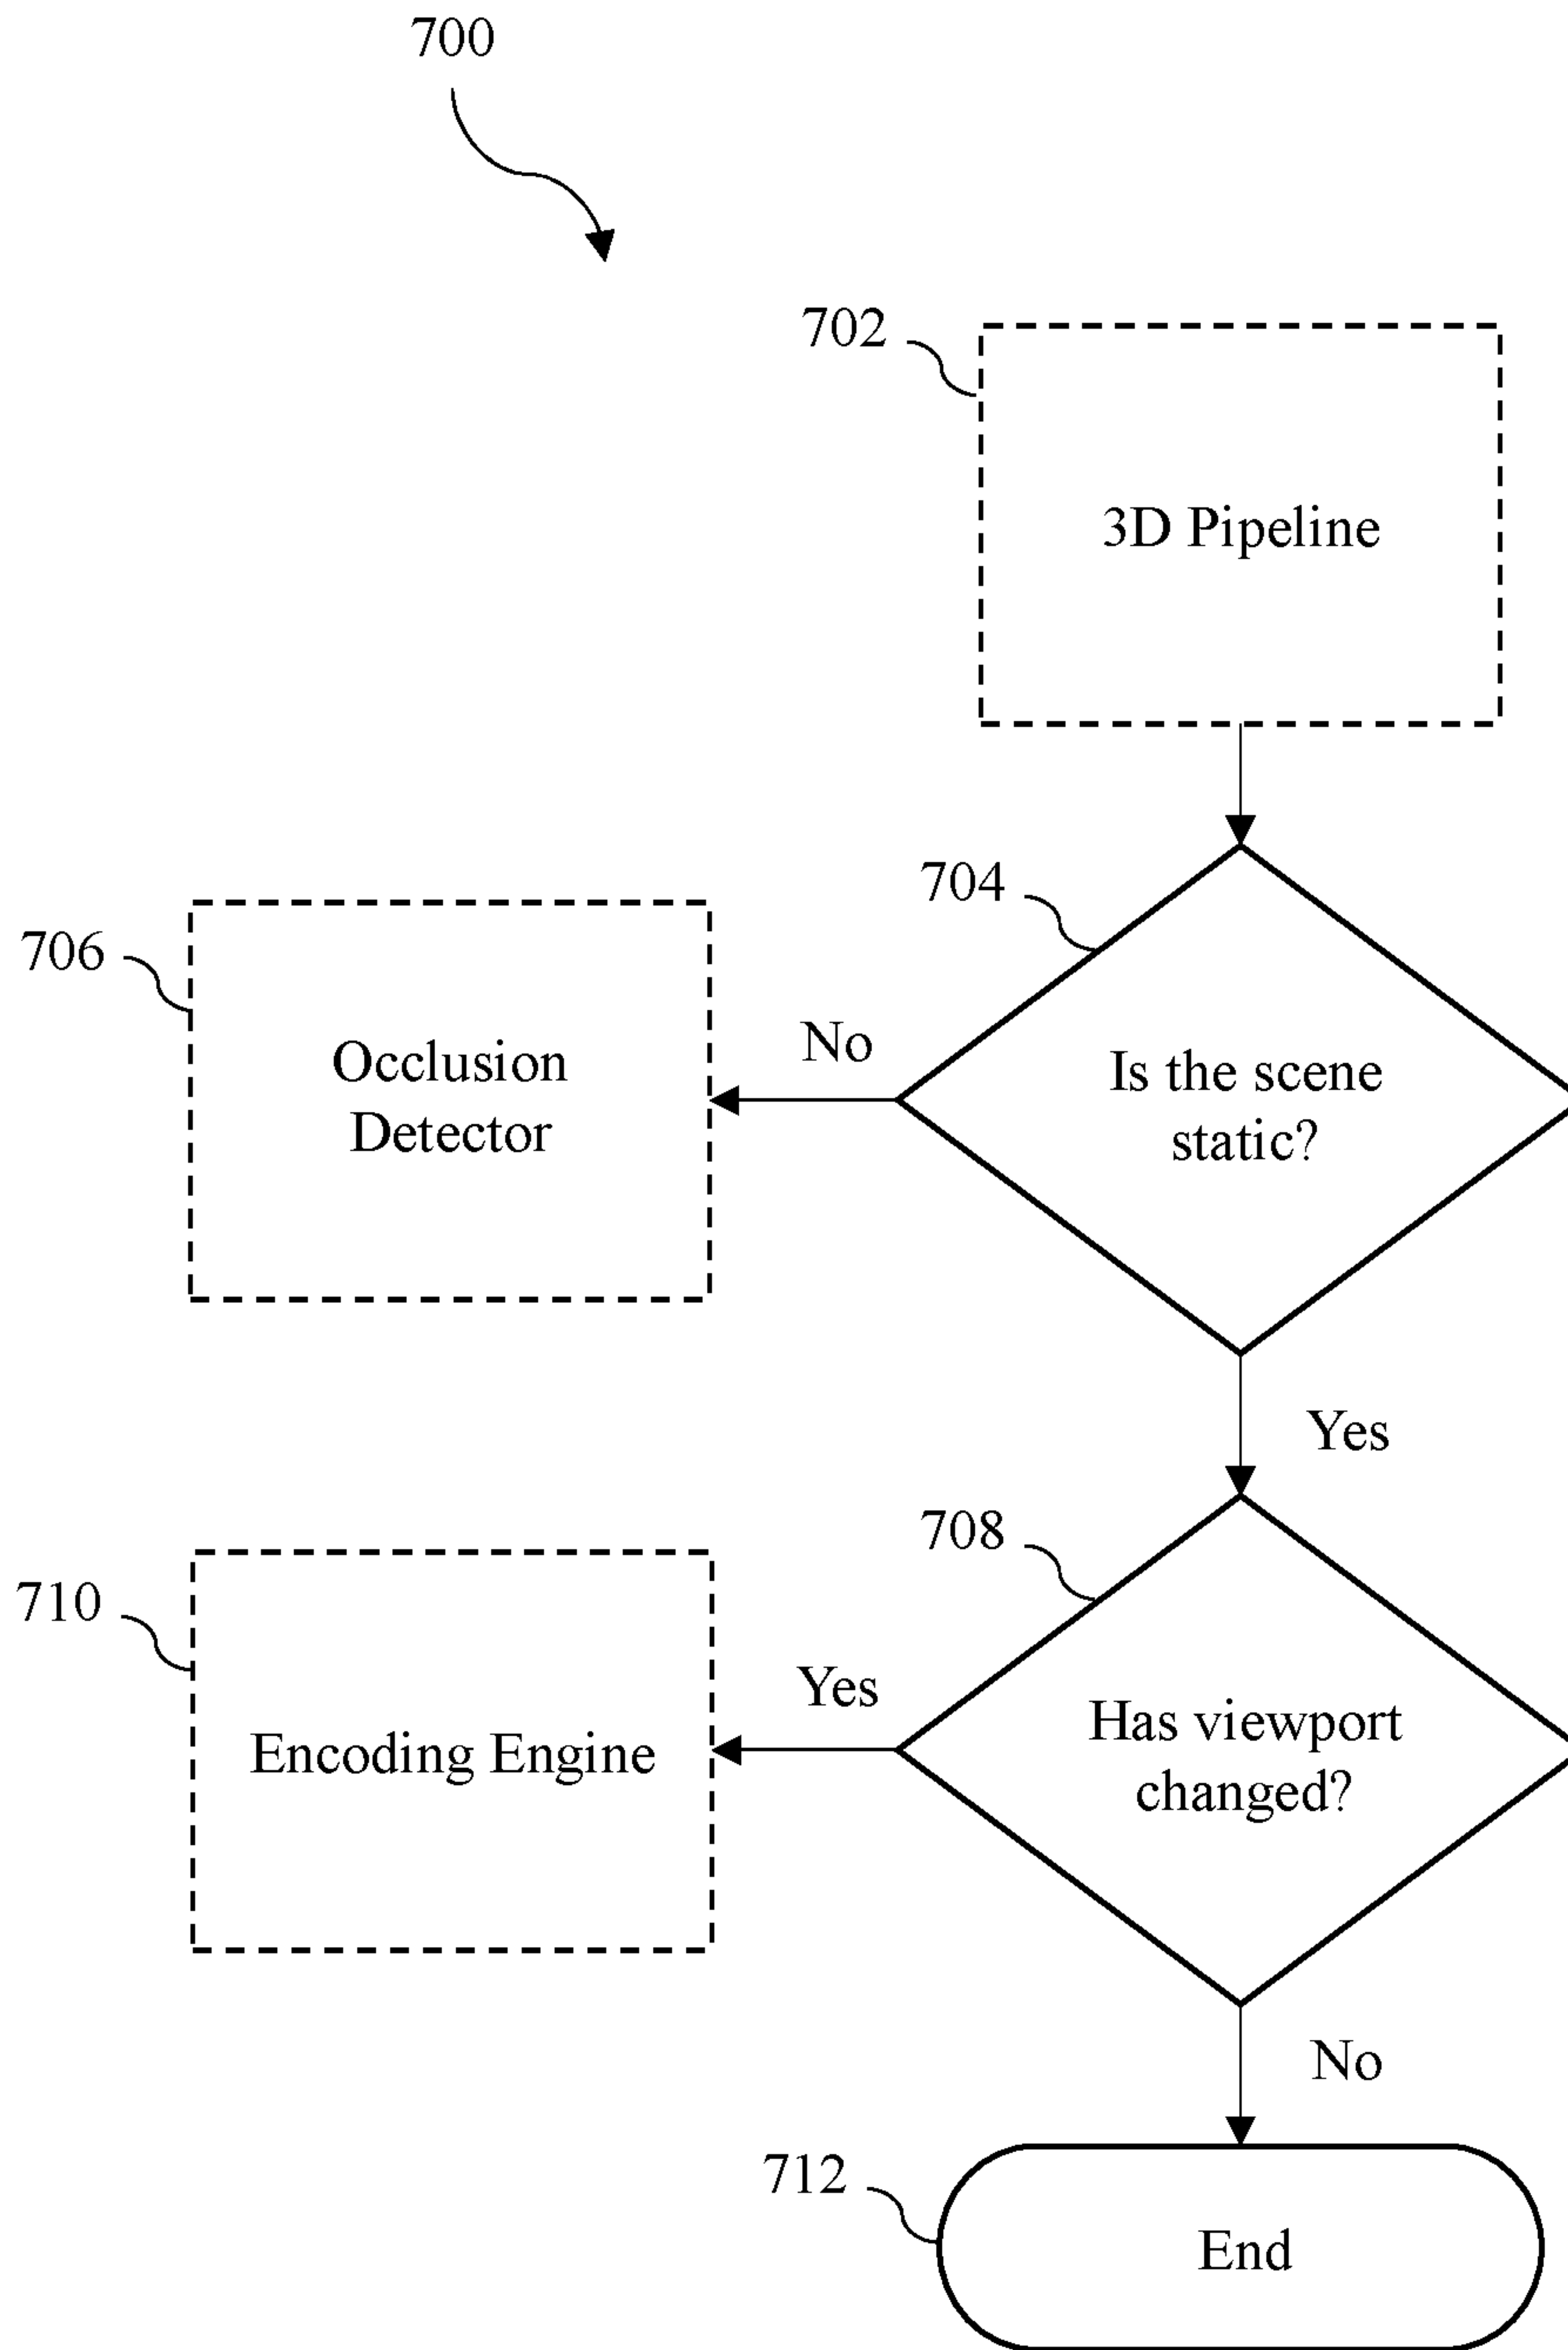 700
702
3D Pipeline
704
706
Occlusion
Detector
No
Is the scene
static?
Yes
708
710
Encoding Engine
Yes
Has viewport
changed?
No
712
End